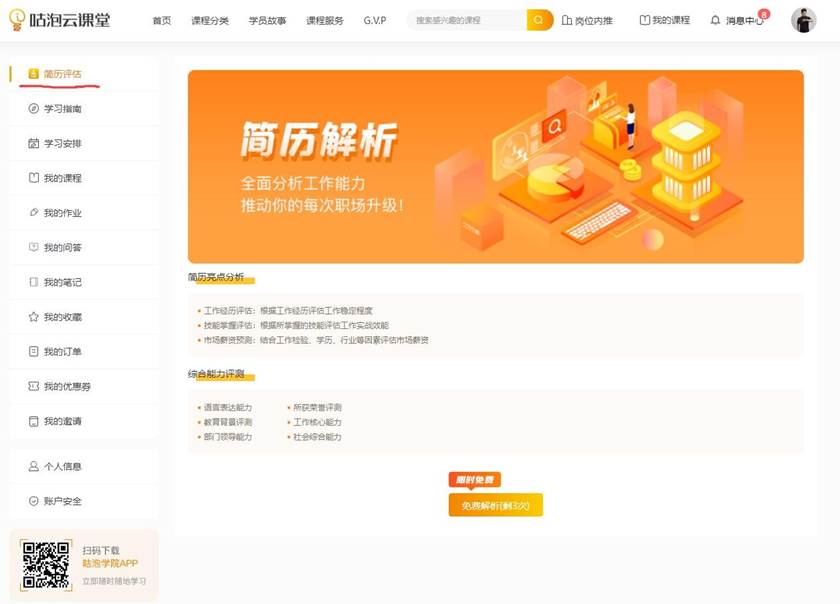 咕泡云课堂
首页 课程分类 学员故事 课程服务 G.V.P 搜索感兴趣的课程 岗位内推 我的课程 消息中心 8
简历评估
学习指南
学习安排
我的课程
我的作业
我的问答
我的笔记
我的收藏
我的订单
我的优惠券
我的邀请
个人信息
账户安全
扫码下载
咕泡学院APP
立即随时随地学习
简历解析
全面分析工作能力
推动你的每次职场升级！
简历亮点分析
工作经历评估：根据工作经历评估工作稳定程度
技能掌握评估：根据所掌握的技能评估工作实战效能
市场薪资预测：结合工作检验、学历、行业等因素评估市场薪资
综合能力评测
语言表达能力 所获荣誉评测
教育背景评测 工作核心能力
部门领导能力 社会综合能力
限时免费
免费解析(剩3次)